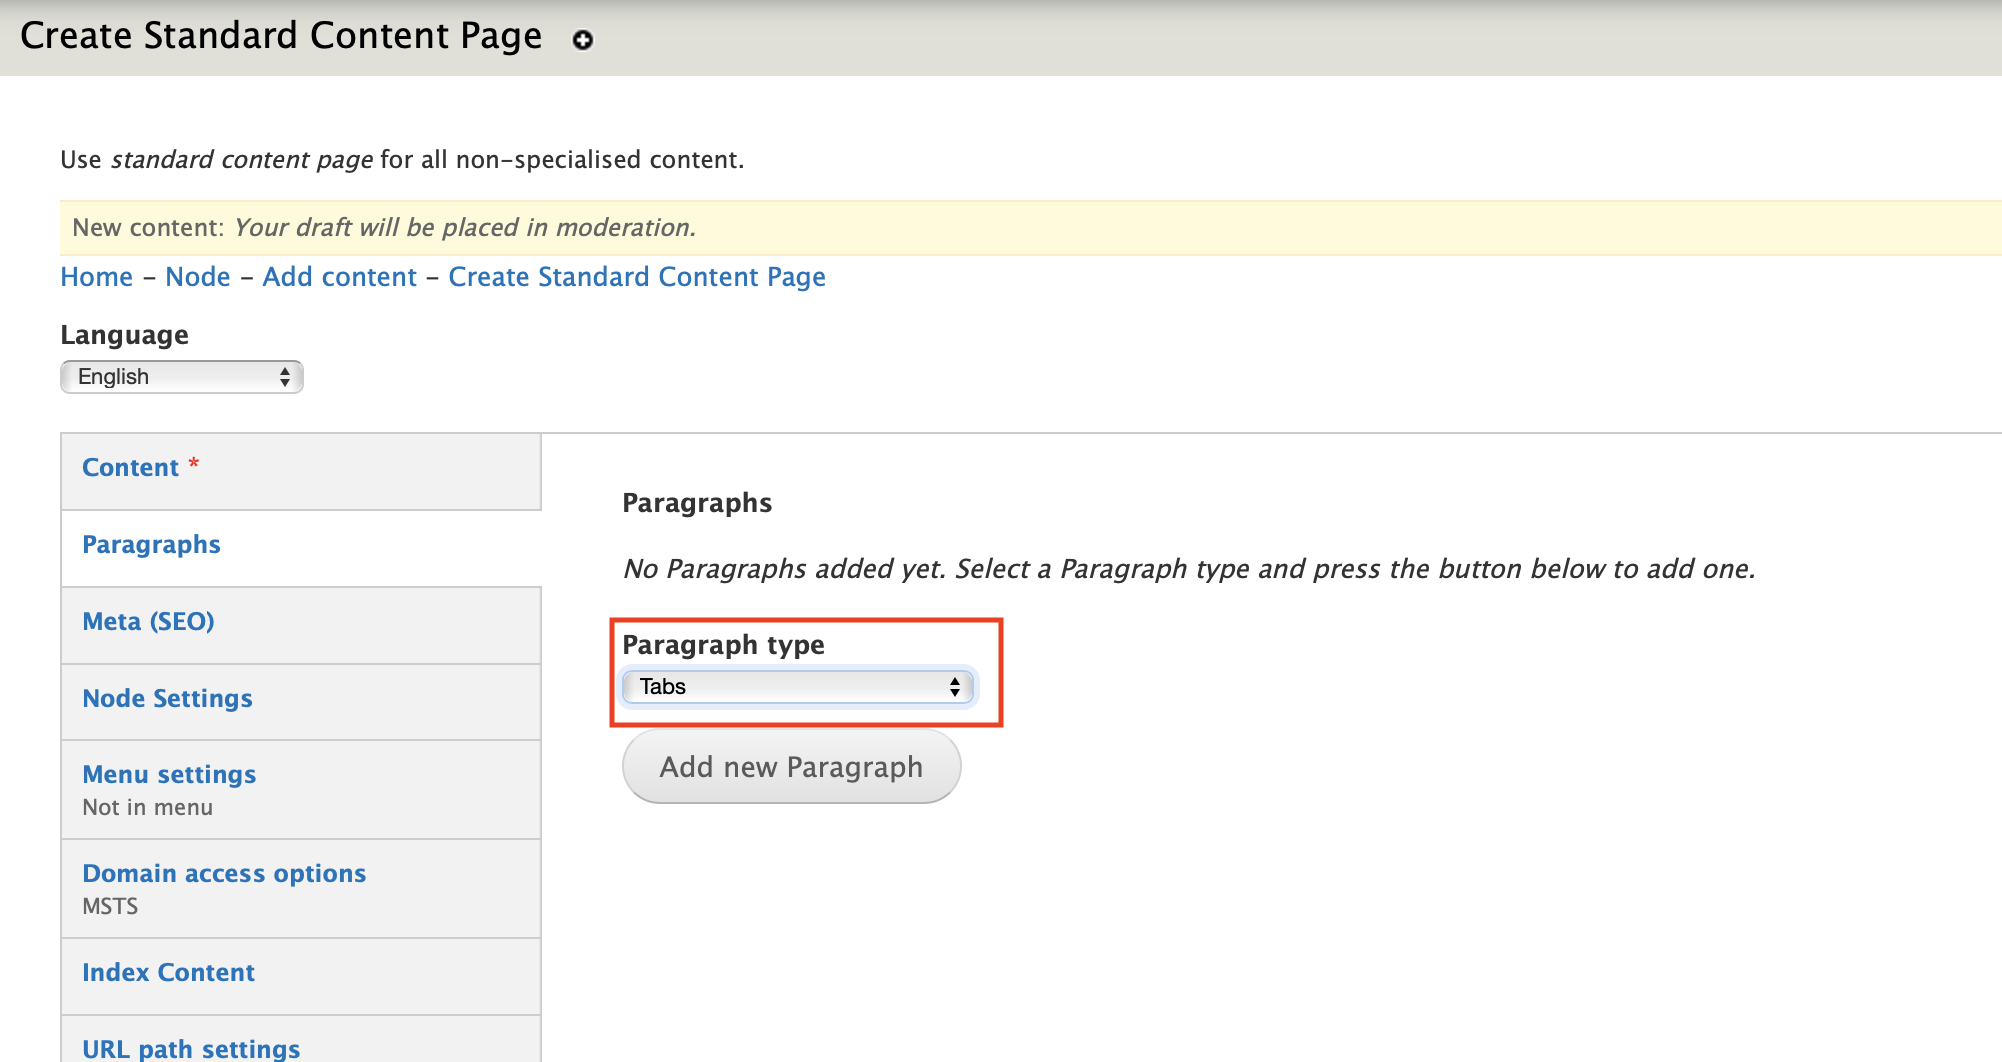 Create Standard Content Page
Use standard content page for all non-specialised content.
New content: Your draft will be placed in moderation.
Home – Node – Add content – Create Standard Content Page
Language
English
Content *
Paragraphs
Meta (SEO)
Node Settings
Menu settings
Not in menu
Domain access options
MSTS
Index Content
URL path settings
Paragraphs
No Paragraphs added yet. Select a Paragraph type and press the button below to add one.
Paragraph type
Tabs
Add new Paragraph